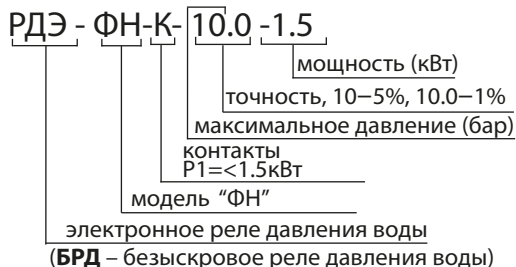 РДЭ - ФН-К- 10.0 -1.5
мощность (кВт)
точность, 10–5%, 10.0–1%
максимальное давление (бар)
контакты
P1=<1.5кВт
модель “ФН”
электронное реле давления воды
(БРД – безыскровое реле давления воды)